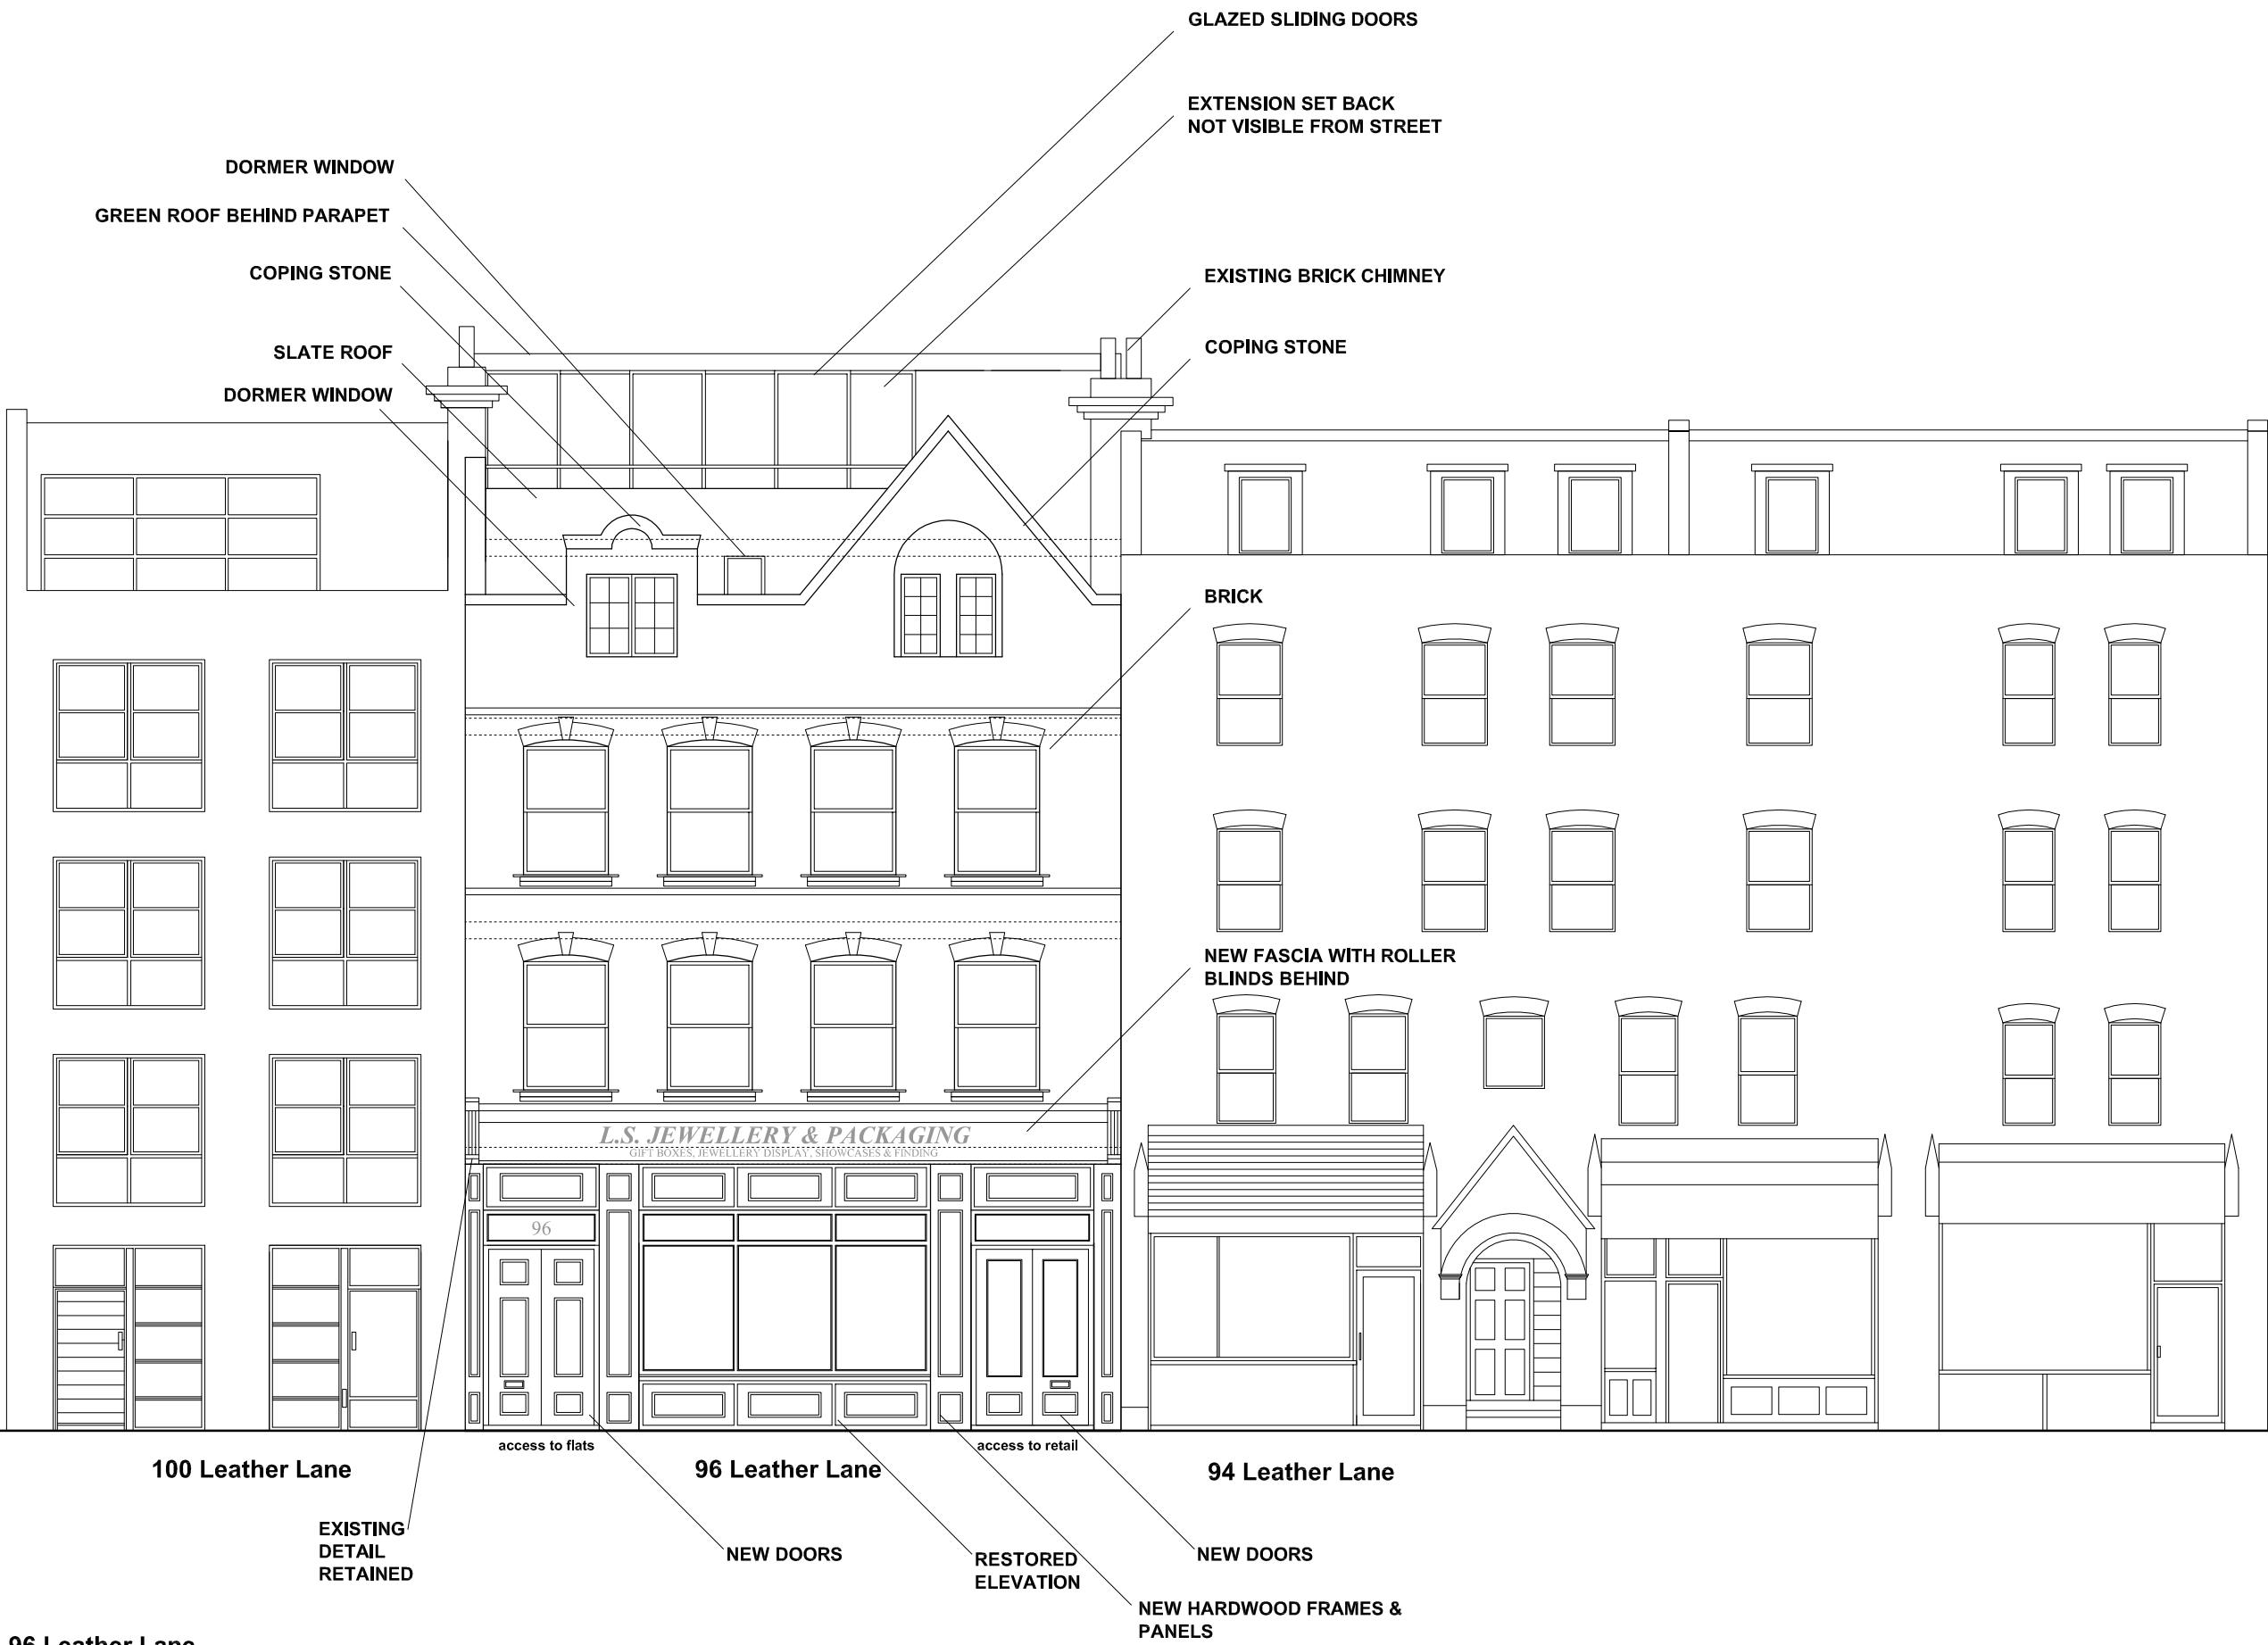 GLAZED SLIDING DOORS
EXTENSION SET BACK
NOT VISIBLE FROM STREET
DORMER WINDOW
GREEN ROOF BEHIND PARAPET
COPING STONE
EXISTING BRICK CHIMNEY
SLATE ROOF
COPING STONE
DORMER WINDOW
BRICK
NEW FASCIA WITH ROLLER
BLINDS BEHIND
L.S. JEWELLERY & PACKAGING
GIFT BOXES, JEWELLERY DISPLAY, SHOWCASES & FINDING
96
access to flats
access to retail
100 Leather Lane
96 Leather Lane
94 Leather Lane
EXISTING
DETAIL
RETAINED
NEW DOORS
RESTORED
ELEVATION
NEW DOORS
NEW HARDWOOD FRAMES &
PANELS
96 Leather Lane